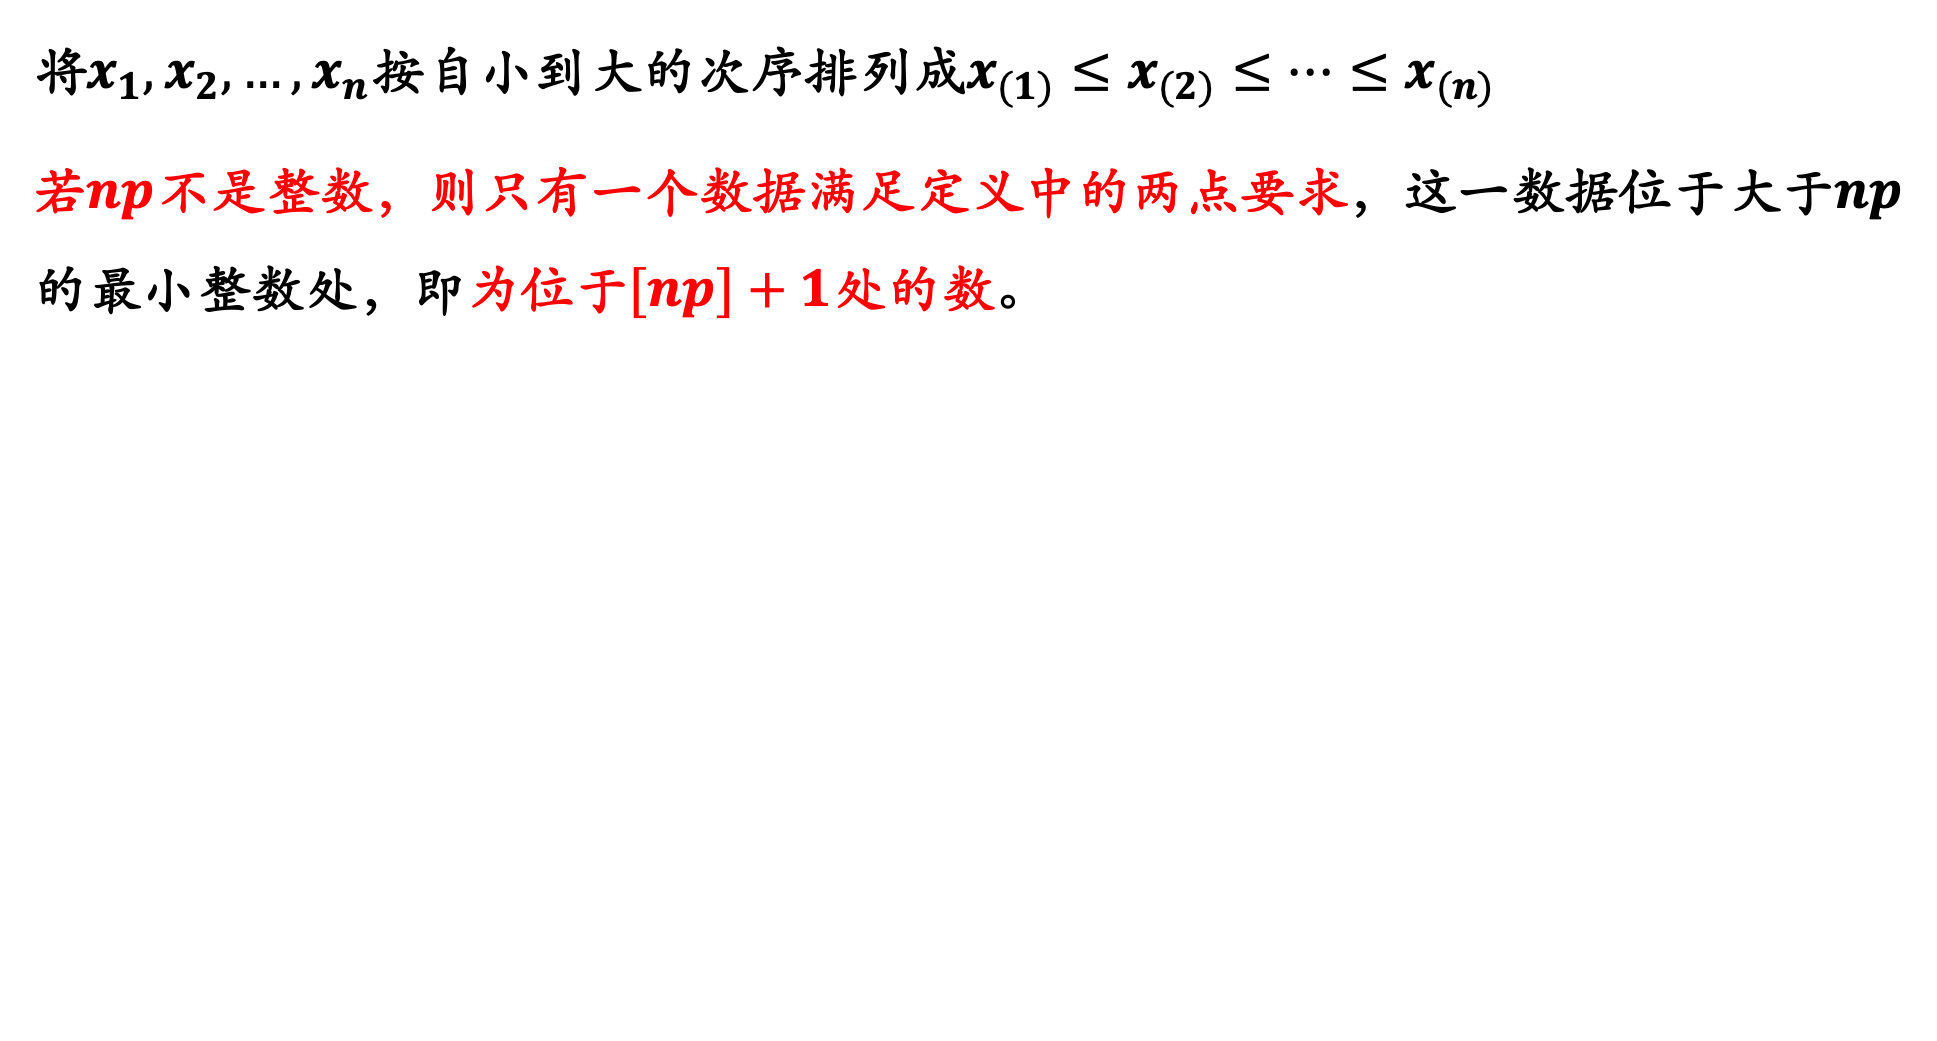 将x₁, x₂, …, xₙ按自小到大的次序排列成x₍₁₎ ≤ x₍₂₎ ≤ ⋯ ≤ x₍ₙ₎
若np不是整数，则只有一个数据满足定义中的两点要求，这一数据位于大于np
的最小整数处，即为位于[np] + 1处的数。